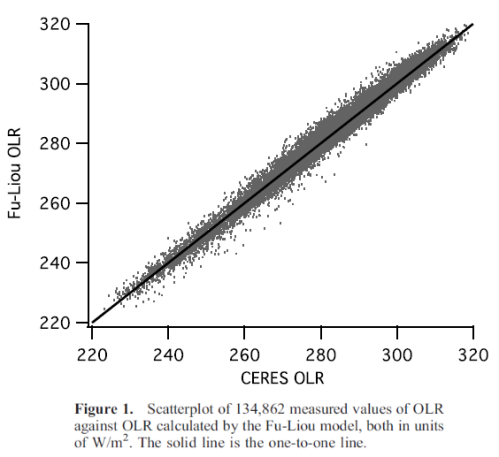 320
300
280
260
240
220
Fu-Liou OLR
220 240 260 280 300 320
CERES OLR
Figure 1. Scatterplot of 134,862 measured values of OLR
against OLR calculated by the Fu-Liou model, both in units
of W/m². The solid line is the one-to-one line.